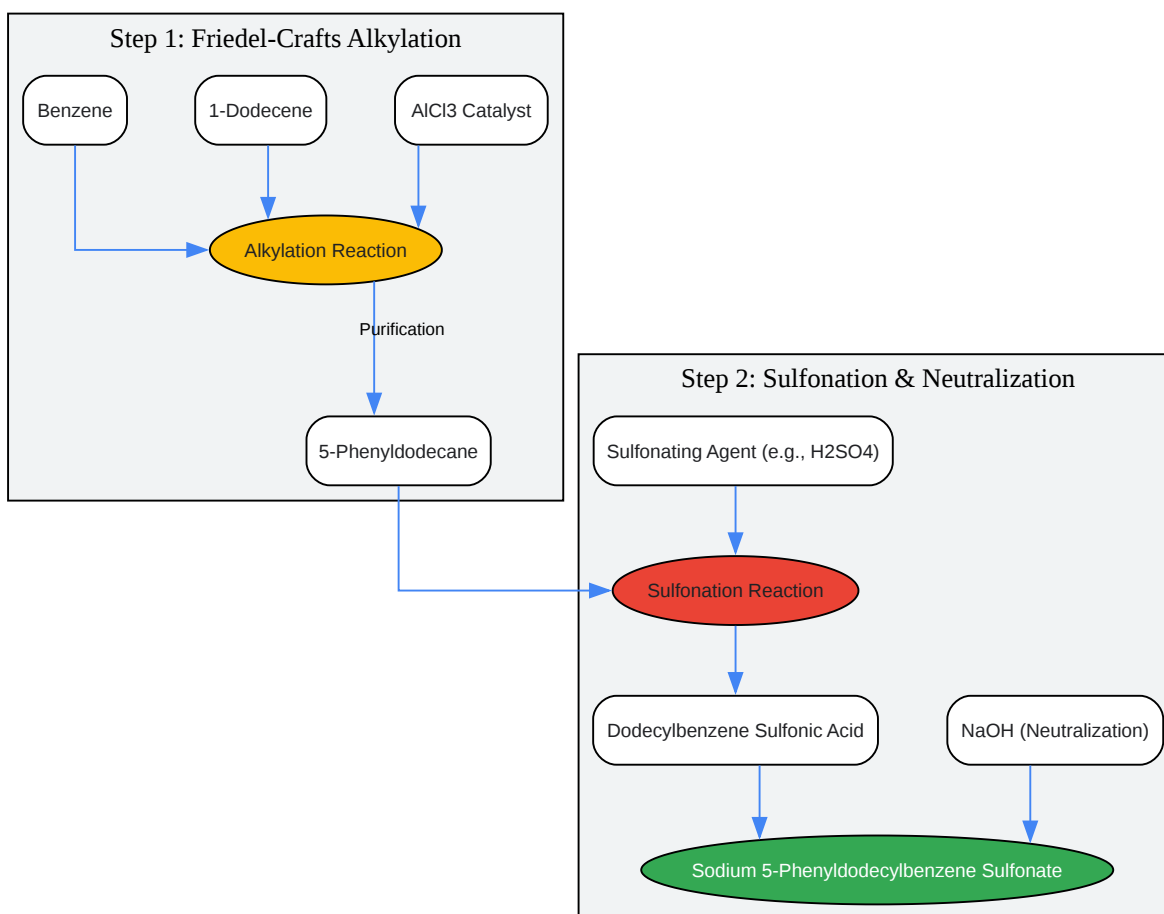 Step 1: Friedel-Crafts Alkylation
Benzene
1-Dodecene
AlCl3 Catalyst
Alkylation Reaction
Purification
5-Phenyldodecane
Step 2: Sulfonation & Neutralization
Sulfonating Agent (e.g., H2SO4)
Sulfonation Reaction
Dodecylbenzene Sulfonic Acid
NaOH (Neutralization)
Sodium 5-Phenyldodecylbenzene Sulfonate